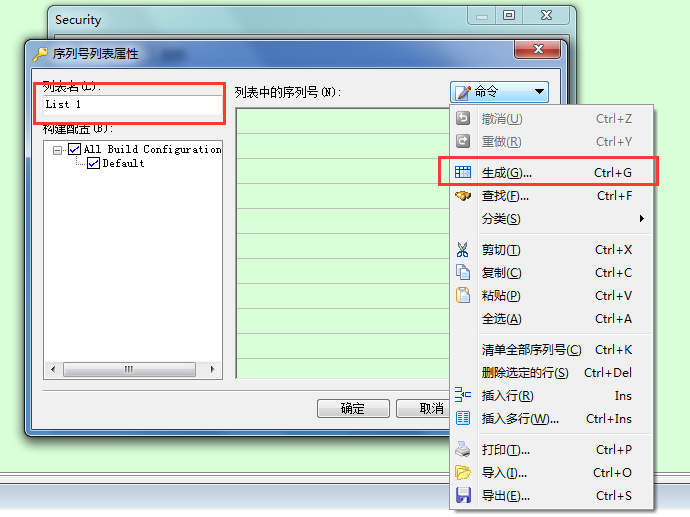 Security
序列号列表属性
列表名(L):
List 1
构建配置(B):
All Build Configuration
Default
列表中的序列号(N):
命令
撤消(U) Ctrl+Z
重做(R) Ctrl+Y
生成(G)... Ctrl+G
查找(F)... Ctrl+F
分类(S)
剪切(T) Ctrl+X
复制(C) Ctrl+C
粘贴(P) Ctrl+V
全选(A) Ctrl+A
清单全部序列号(C) Ctrl+K
删除选定的行(S) Ctrl+Del
插入行(R) Ins
插入多行(W)... Ctrl+Ins
打印(T)... Ctrl+P
导入(I)... Ctrl+O
导出(E)... Ctrl+S
确定
取消